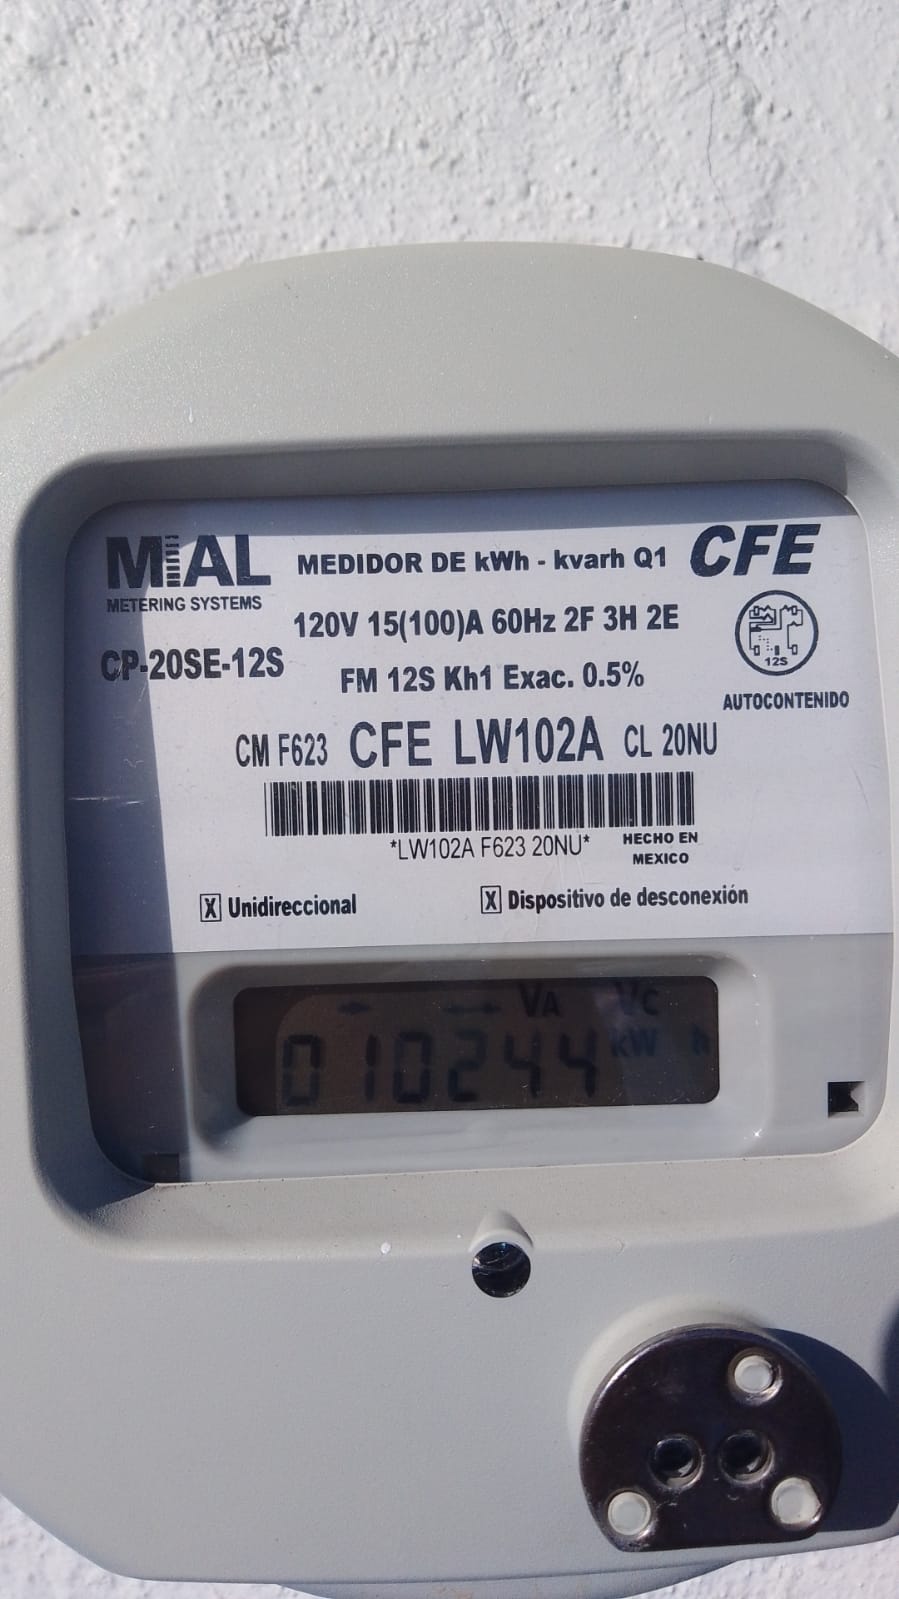 MIAL
METERING SYSTEMS
MEDIDOR DE kWh - kvarh Q1
CFE
120V 15(100)A 60Hz 2F 3H 2E
CP-20SE-12S
FM 12S Kh1 Exac. 0.5%
12S
AUTOCONTENIDO
CM F623 CFE LW102A CL 20NU
*LW102A F623 20NU*
HECHO EN
MEXICO
X Unidireccional
X Dispositivo de desconexión
VA VC
010244 kW h